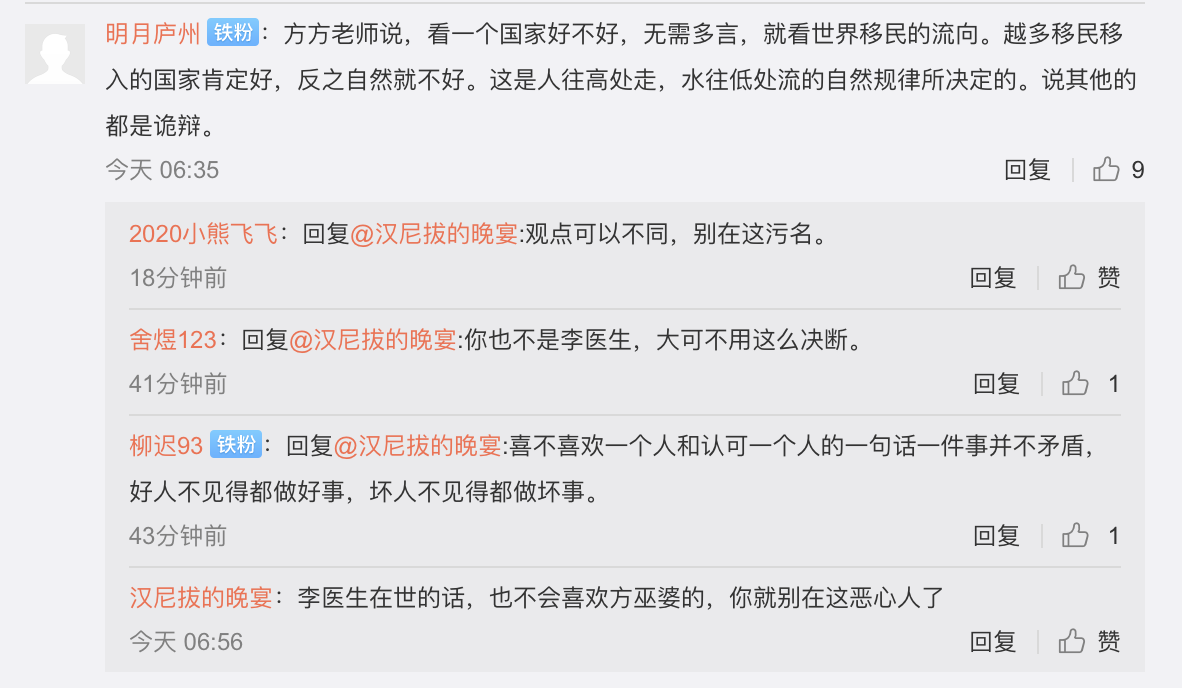 明月庐州 铁粉：方方老师说，看一个国家好不好，无需多言，就看世界移民的流向。越多移民移
入的国家肯定好，反之自然就不好。这是人往高处走，水往低处流的自然规律所决定的。说其他的
都是诡辩。
今天 06:35 回复 9
2020小熊飞飞：回复@汉尼拔的晚宴:观点可以不同，别在这污名。
18分钟前 回复 赞
舍煜123：回复@汉尼拔的晚宴:你也不是李医生，大可不用这么决断。
41分钟前 回复 1
柳迟93 铁粉：回复@汉尼拔的晚宴:喜不喜欢一个人和认可一个人的一句话一件事并不矛盾，
好人不见得都做好事，坏人不见得都做坏事。
43分钟前 回复 1
汉尼拔的晚宴：李医生在世的话，也不会喜欢方巫婆的，你就别在这恶心人了
今天 06:56 回复 赞